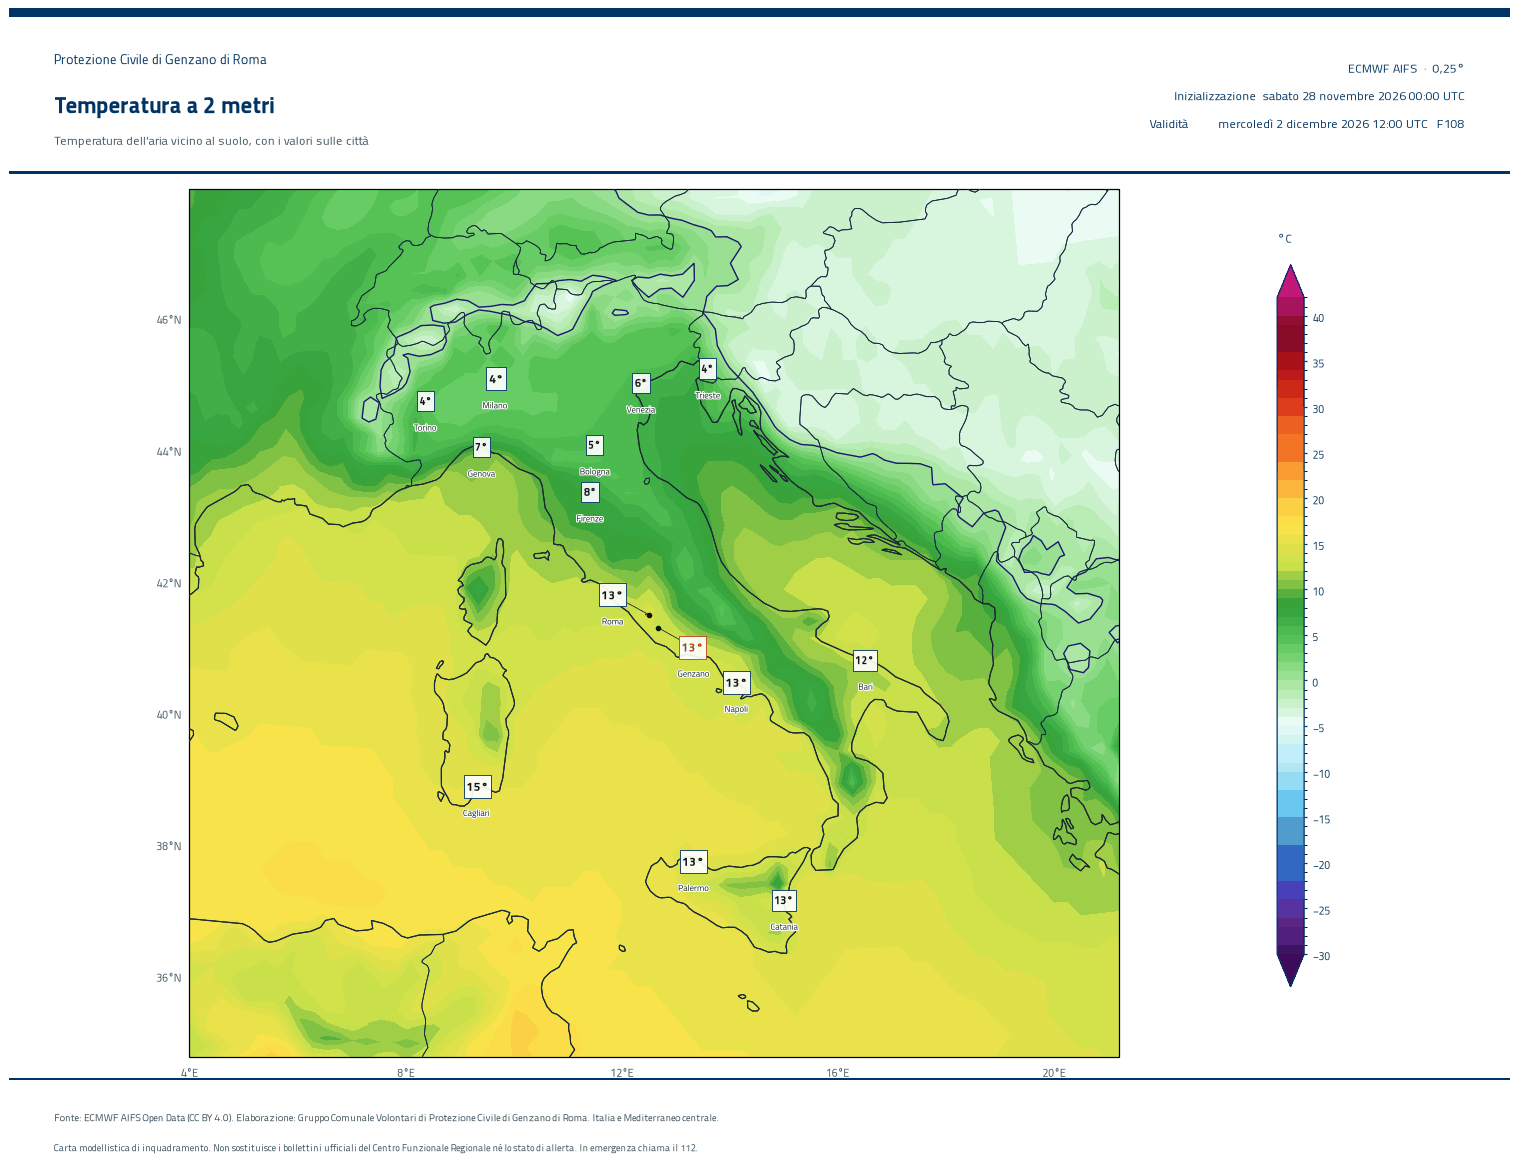 Protezione Civile di Genzano di Roma
Temperatura a 2 metri
Temperatura dell'aria vicino al suolo, con i valori sulle città
ECMWF AIFS · 0,25°
Inizializzazione sabato 28 novembre 2026 00:00 UTC
Validità mercoledì 2 dicembre 2026 12:00 UTC F108
°C
40
35
30
25
20
15
10
5
0
−5
−10
−15
−20
−25
−30
46°N
44°N
42°N
40°N
38°N
36°N
4°E
8°E
12°E
16°E
20°E
4°
Torino
4°
Milano
6°
Venezia
4°
Trieste
7°
Genova
5°
Bologna
8°
Firenze
13°
Roma
13°
Genzano
13°
Napoli
12°
Bari
15°
Cagliari
13°
Palermo
13°
Catania
Fonte: ECMWF AIFS Open Data (CC BY 4.0). Elaborazione: Gruppo Comunale Volontari di Protezione Civile di Genzano di Roma. Italia e Mediterraneo centrale.
Carta modellistica di inquadramento. Non sostituisce i bollettini ufficiali del Centro Funzionale Regionale né lo stato di allerta. In emergenza chiama il 112.